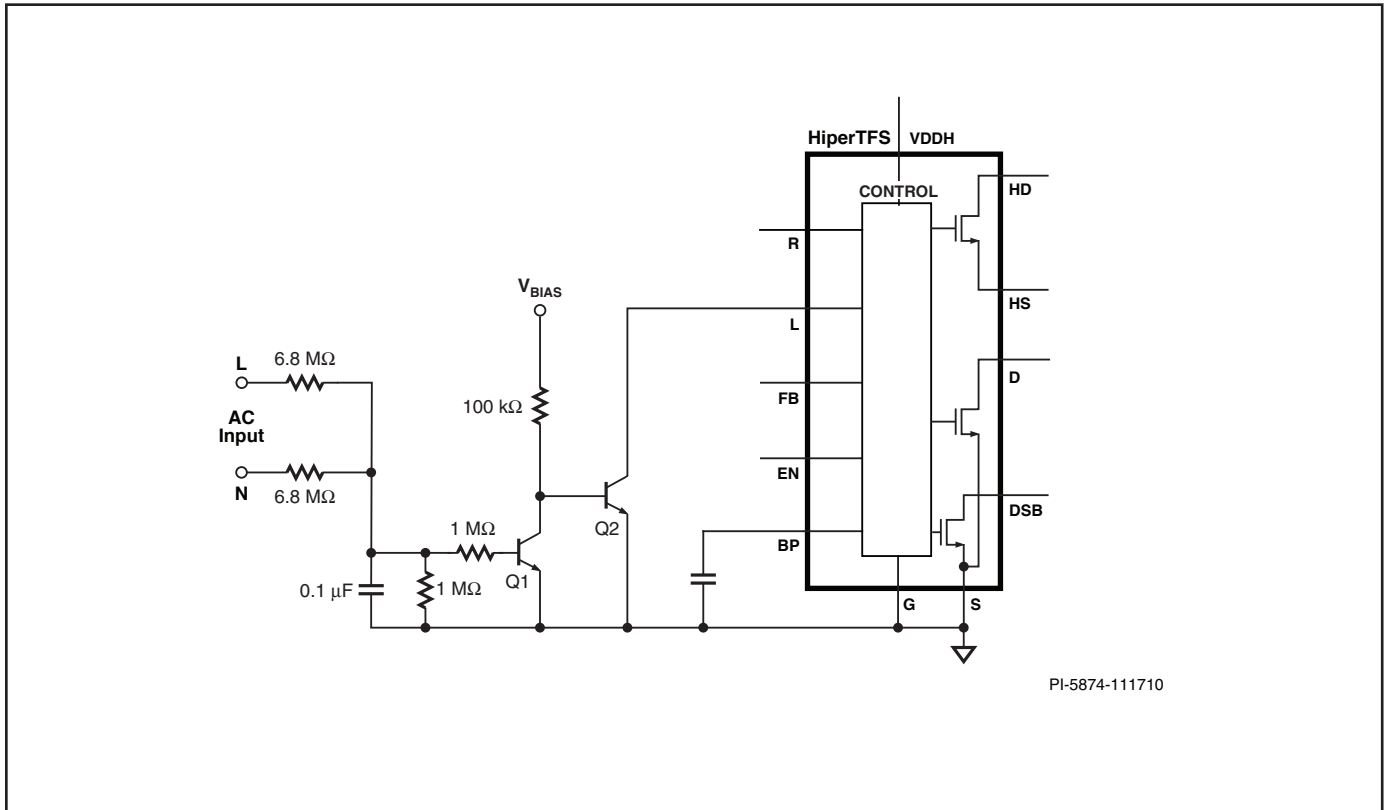 HiperTFS
VDDH
CONTROL
HD
R
HS
V_BIAS
L
L
6.8 MΩ
D
100 kΩ
FB
AC
Input
EN
N
6.8 MΩ
DSB
1 MΩ
Q2
BP
Q1
0.1 μF
1 MΩ
G
S
PI-5874-111710